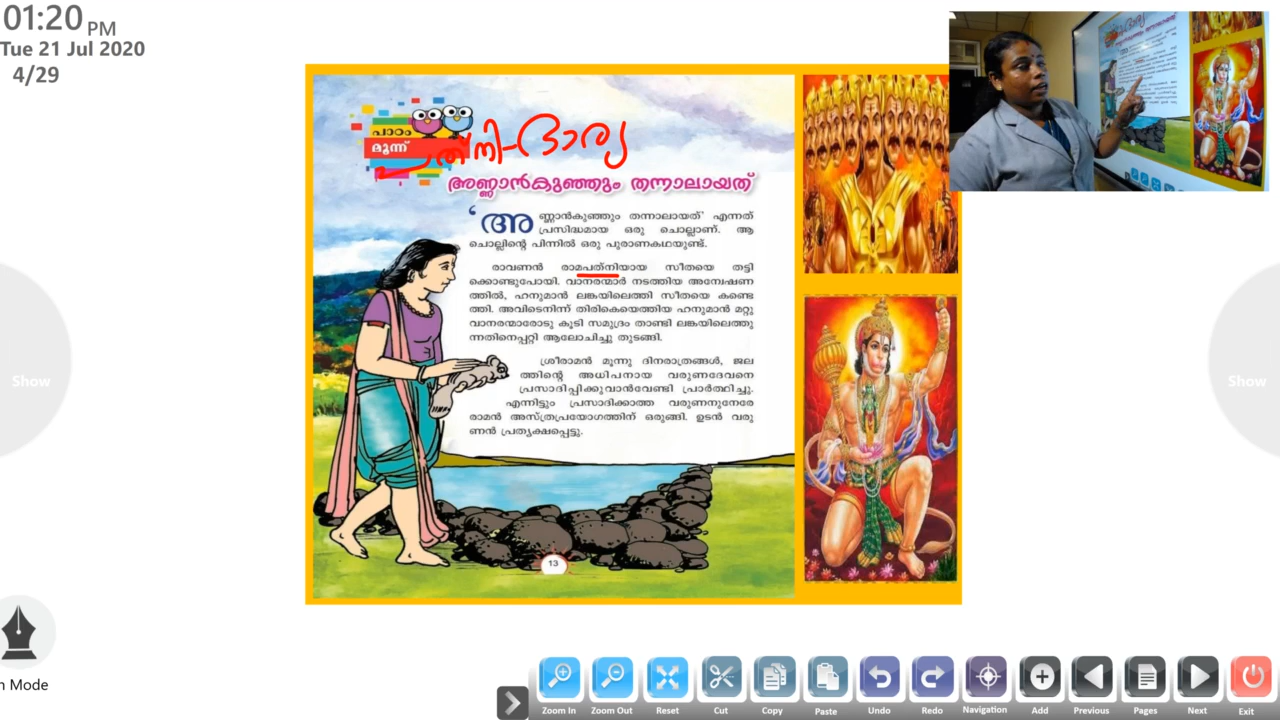 01:20 PM
Tue 21 Jul 2020
4/29
പാഠം
മൂന്ന്
പത്നി-ഭാര്യ
അണ്ണാൻകുഞ്ഞും തന്നാലായത്
‘അണ്ണാൻകുഞ്ഞും തന്നാലായത്’ എന്നത്
പ്രസിദ്ധമായ ഒരു ചൊല്ലാണ്. ആ
ചൊല്ലിന്റെ പിന്നിൽ ഒരു പുരാണകഥയുണ്ട്.
രാവണൻ രാമപത്നിയായ സീതയെ തട്ടി
ക്കൊണ്ടുപോയി. വാനരന്മാർ നടത്തിയ അന്വേഷണ
ത്തിൽ, ഹനുമാൻ ലങ്കയിലെത്തി സീതയെ കണ്ടെ
ത്തി. അവിടെനിന്ന് തിരികെയെത്തിയ ഹനുമാൻ മറ്റു
വാനരന്മാരോടു കൂടി സമുദ്രം താണ്ടി ലങ്കയിലെത്തു
ന്നതിനെപ്പറ്റി ആലോചിച്ചു തുടങ്ങി.
ശ്രീരാമൻ മൂന്നു ദിനരാത്രങ്ങൾ, ജല
ത്തിന്റെ അധിപനായ വരുണദേവനെ
പ്രസാദിപ്പിക്കുവാൻവേണ്ടി പ്രാർത്ഥിച്ചു.
എന്നിട്ടും പ്രസാദിക്കാത്ത വരുണനുനേരേ
രാമൻ അസ്ത്രപ്രയോഗത്തിന് ഒരുങ്ങി. ഉടൻ വരു
ണൻ പ്രത്യക്ഷപ്പെട്ടു.
13
Show
Show
n Mode
Zoom In
Zoom Out
Reset
Cut
Copy
Paste
Undo
Redo
Navigation
Add
Previous
Pages
Next
Exit